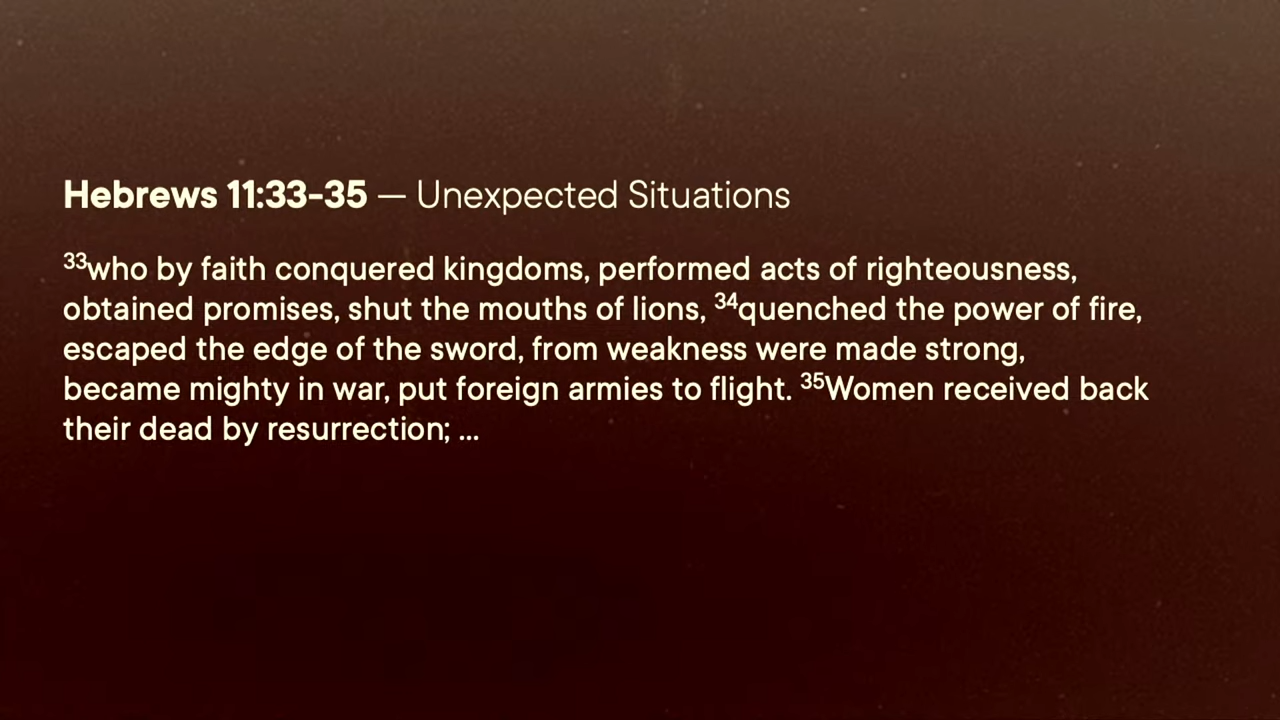 Hebrews 11:33-35 — Unexpected Situations
³³who by faith conquered kingdoms, performed acts of righteousness,
obtained promises, shut the mouths of lions, ³⁴quenched the power of fire,
escaped the edge of the sword, from weakness were made strong,
became mighty in war, put foreign armies to flight. ³⁵Women received back
their dead by resurrection; ...